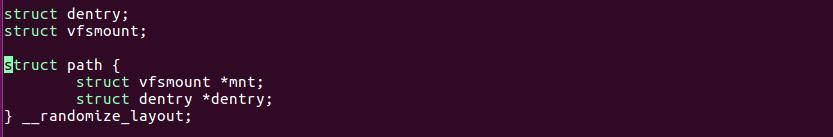 struct dentry;
struct vfsmount;

struct path {
        struct vfsmount *mnt;
        struct dentry *dentry;
} __randomize_layout;